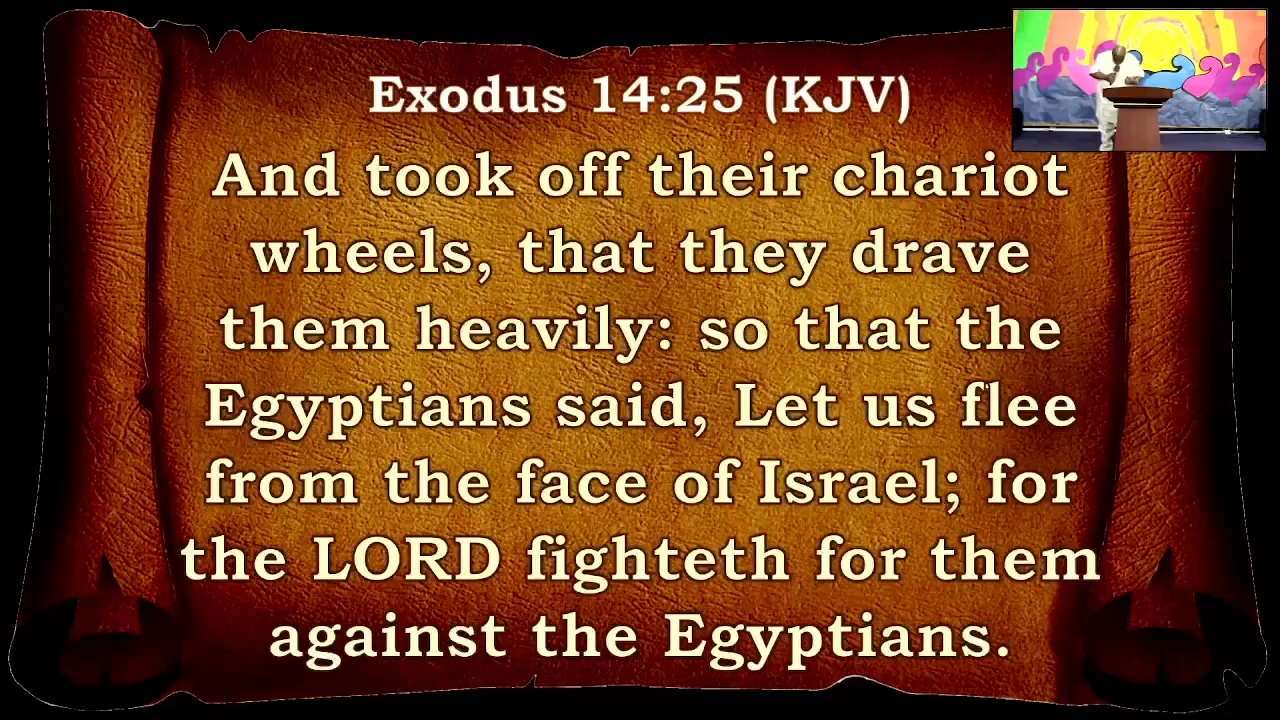 Exodus 14:25 (KJV)
And took off their chariot
wheels, that they drave
them heavily: so that the
Egyptians said, Let us flee
from the face of Israel; for
the LORD fighteth for them
against the Egyptians.